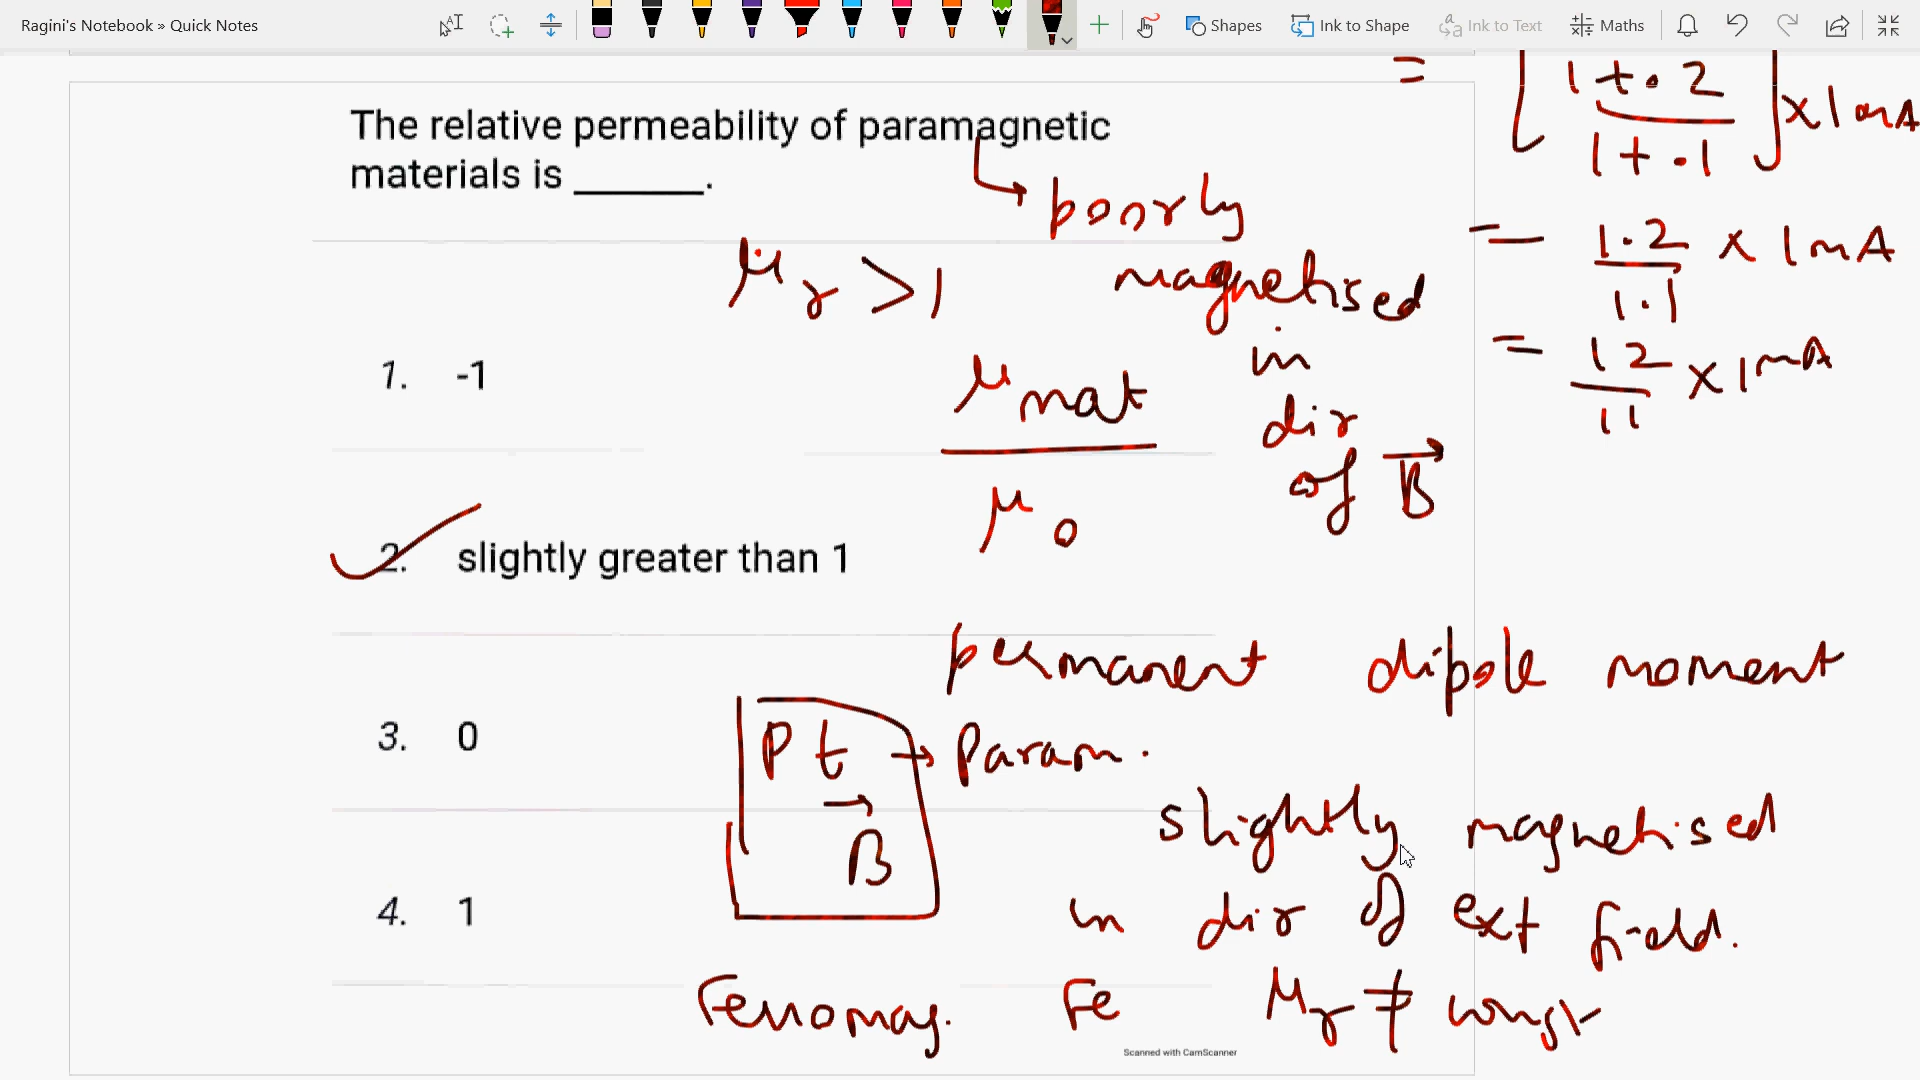 Ragini's Notebook » Quick Notes
Shapes
Ink to Shape
Ink to Text
Maths
The relative permeability of paramagnetic
materials is ______.
poorly
magnetised
in
dir
of B
μr > 1
μmat
μ0
1. -1
2. slightly greater than 1
3. 0
4. 1
permanent dipole moment
Pt → Param.
B
slightly magnetised
in dir of ext field.
Ferromag. Fe μr ≠ const
= [ 1+.2 / 1+.1 ] x 1mA
= 1.2 / 1.1 x 1mA
= 12 / 11 x 1mA
Scanned with CamScanner